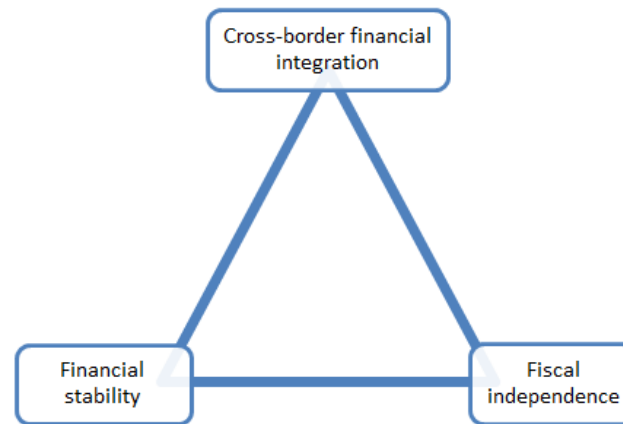 Cross-border financial
integration
Financial
stability
Fiscal
independence